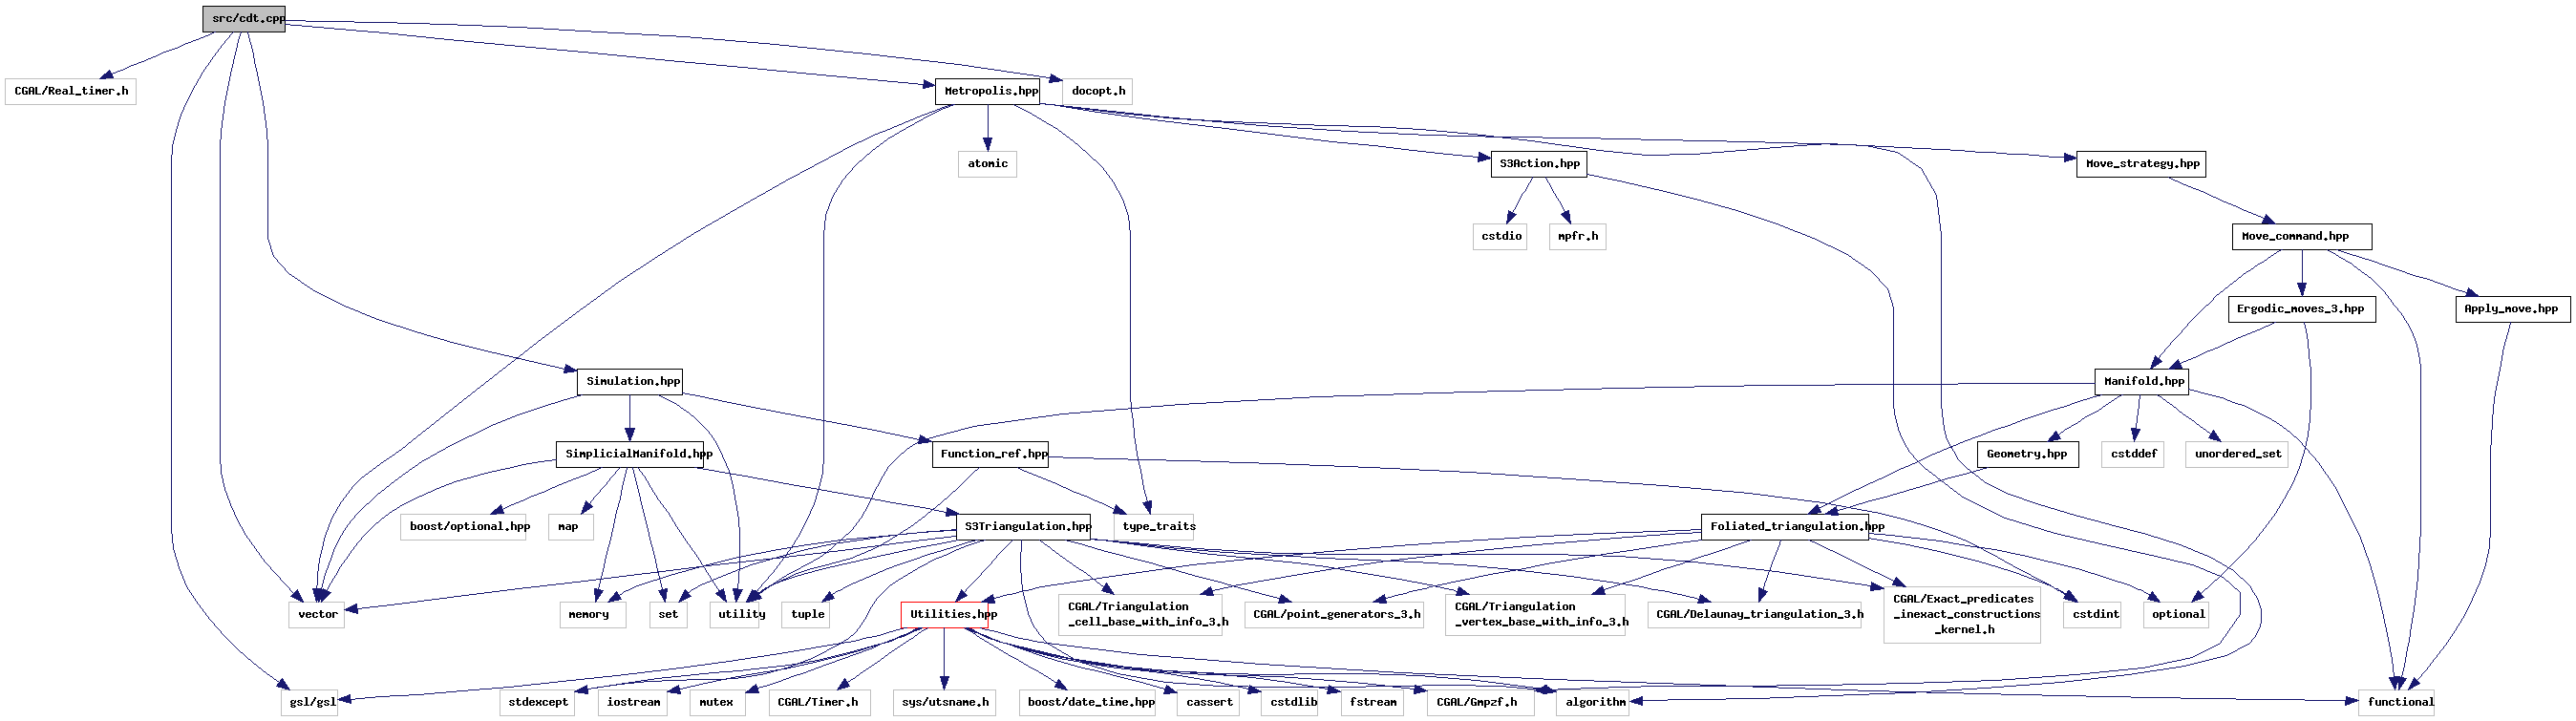 src/cdt.cpp
CGAL/Real_timer.h
Metropolis.hpp
docopt.h
atomic
S3Action.hpp
Move_strategy.hpp
cstdio
mpfr.h
Move_command.hpp
Ergodic_moves_3.hpp
Apply_move.hpp
Simulation.hpp
Manifold.hpp
SimplicialManifold.hpp
Function_ref.hpp
Geometry.hpp
cstddef
unordered_set
boost/optional.hpp
map
S3Triangulation.hpp
type_traits
Foliated_triangulation.hpp
vector
memory
set
utility
tuple
Utilities.hpp
CGAL/Triangulation
_cell_base_with_info_3.h
CGAL/point_generators_3.h
CGAL/Triangulation
_vertex_base_with_info_3.h
CGAL/Delaunay_triangulation_3.h
CGAL/Exact_predicates
_inexact_constructions
_kernel.h
cstdint
optional
gsl/gsl
stdexcept
iostream
mutex
CGAL/Timer.h
sys/utsname.h
boost/date_time.hpp
cassert
cstdlib
fstream
CGAL/Gmpzf.h
algorithm
functional